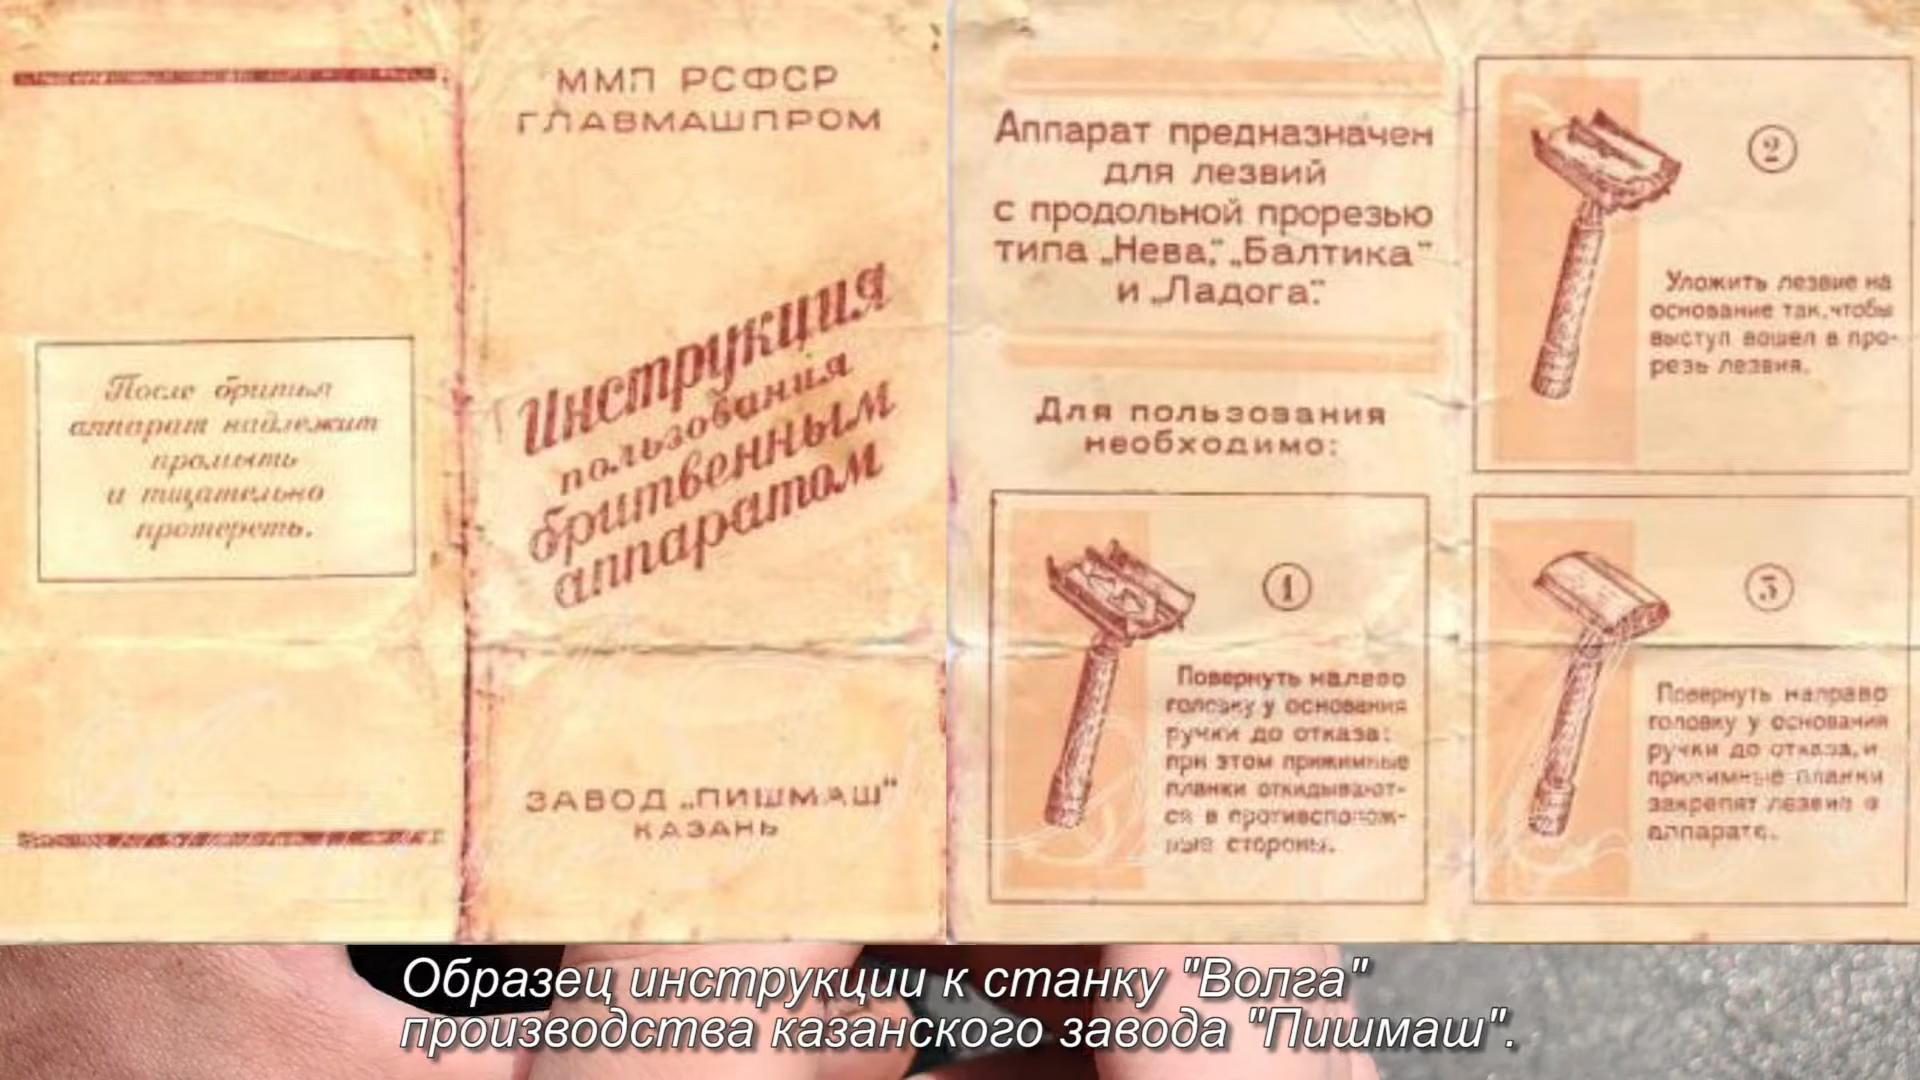 После бритья
аппарат надлежит
промыть
и тщательно
протереть.
ММП РСФСР
ГЛАВМАШПРОМ
Инструкция
пользования
бритвенным
аппаратом
ЗАВОД „ПИШМАШ"
КАЗАНЬ
Аппарат предназначен
для лезвий
с продольной прорезью
типа „Нева", „Балтика"
и „Ладога".
Для пользования
необходимо:
1
Повернуть налево
головку у основания
ручки до отказа;
при этом прижимные
планки откидывают-
ся в противополож-
ные стороны.
2
Уложить лезвие на
основание так, чтобы
выступ вошел в про-
резь лезвия.
3
Повернуть направо
головку у основания
ручки до отказа, и
прижимные планки
закрепят лезвие в
аппарате.
Образец инструкции к станку "Волга"
производства казанского завода "Пишмаш".